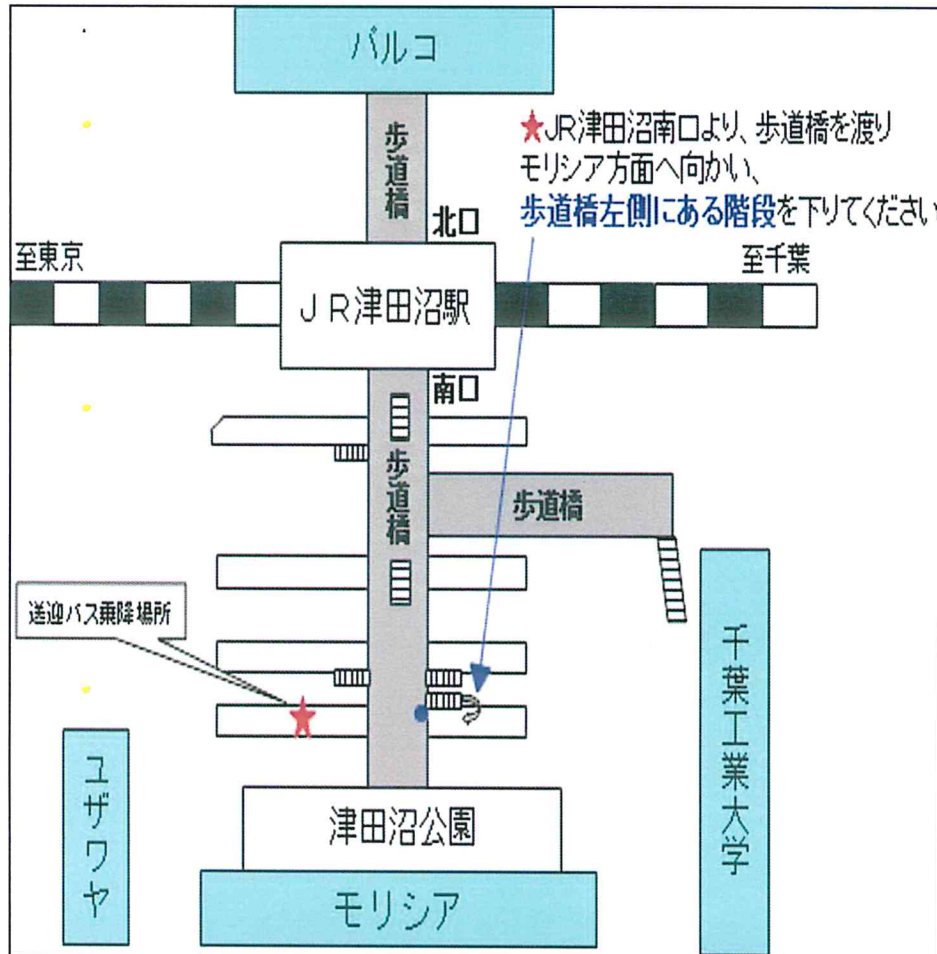 パルコ
歩道橋
★JR津田沼南口より、歩道橋を渡り
モリシア方面へ向かい、
歩道橋左側にある階段を下りてください
北口
至東京
至千葉
JR津田沼駅
南口
歩道橋
歩道橋
送迎バス乗降場所
千葉工業大学
ユザワヤ
津田沼公園
モリシア